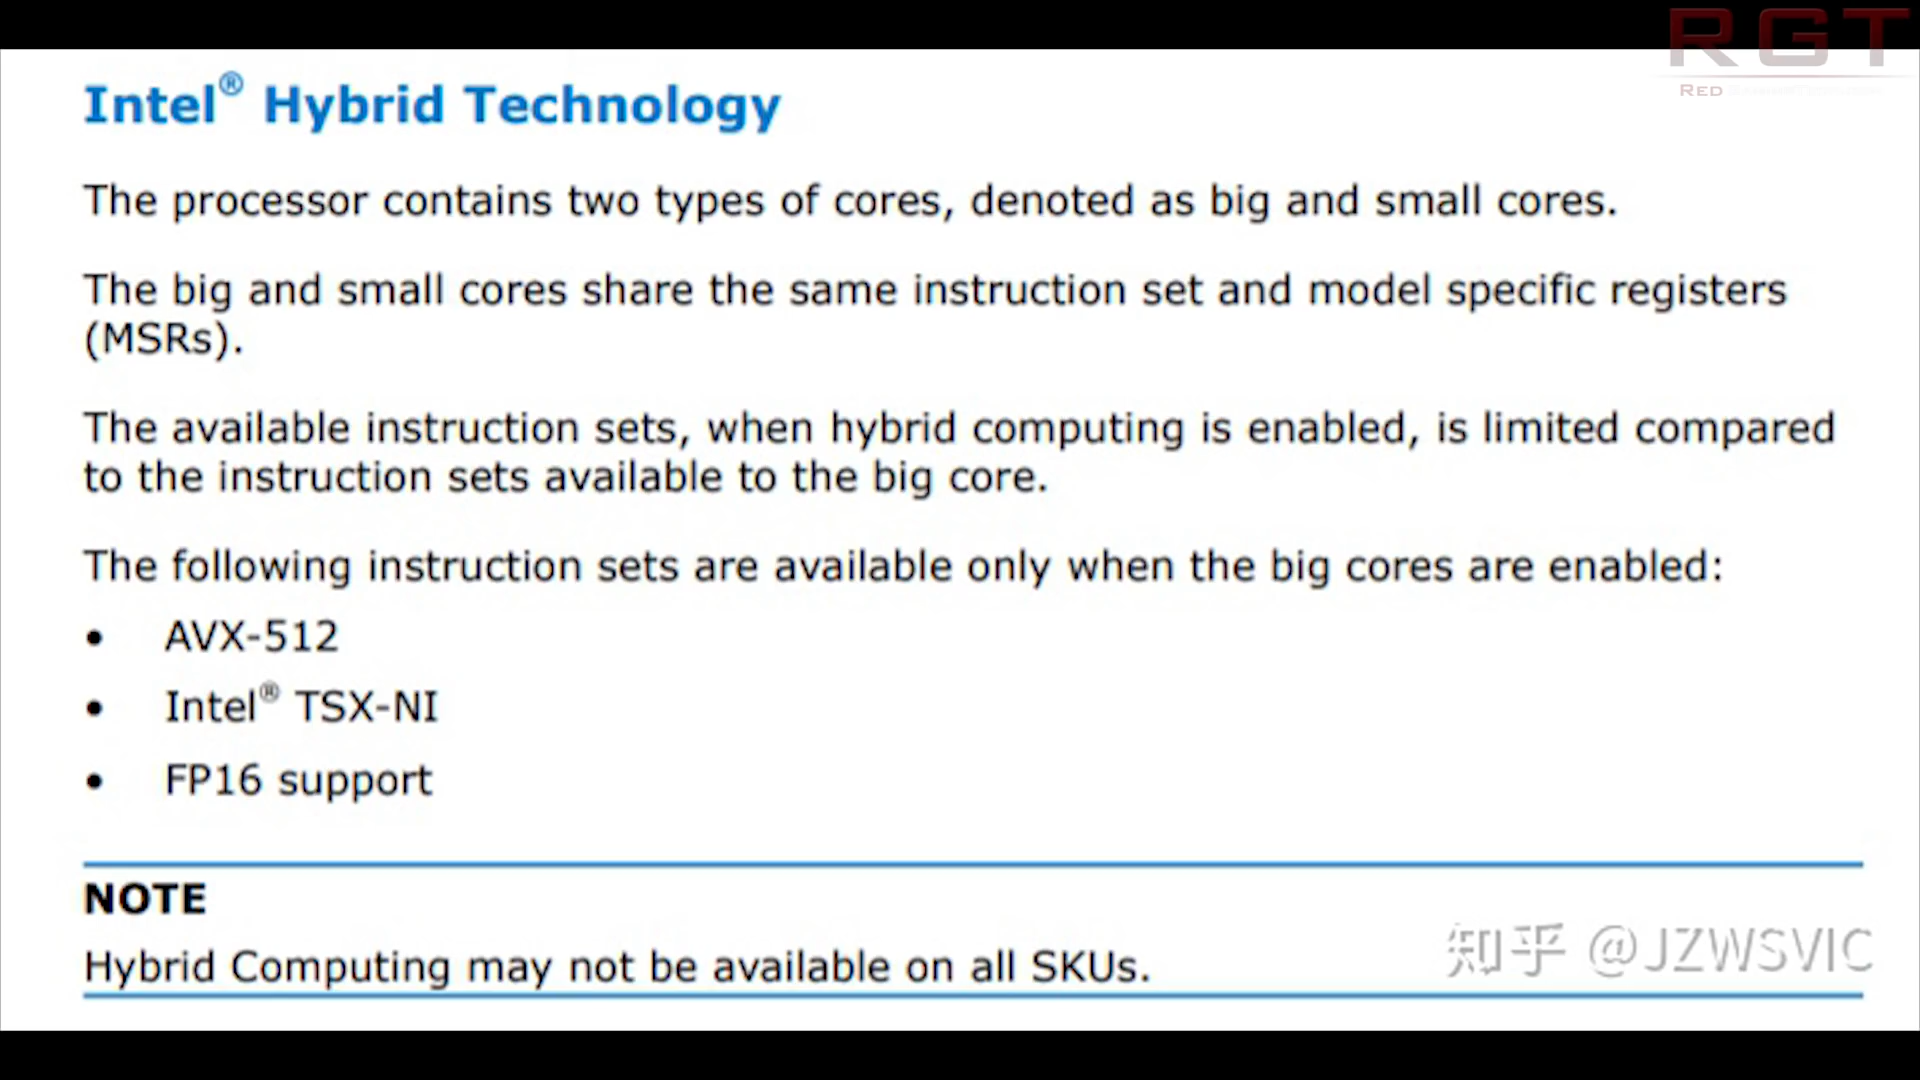 RGT
RED
Intel® Hybrid Technology
The processor contains two types of cores, denoted as big and small cores.
The big and small cores share the same instruction set and model specific registers
(MSRs).
The available instruction sets, when hybrid computing is enabled, is limited compared
to the instruction sets available to the big core.
The following instruction sets are available only when the big cores are enabled:
• AVX-512
• Intel® TSX-NI
• FP16 support
NOTE
Hybrid Computing may not be available on all SKUs.
知乎 @JZWSVIC